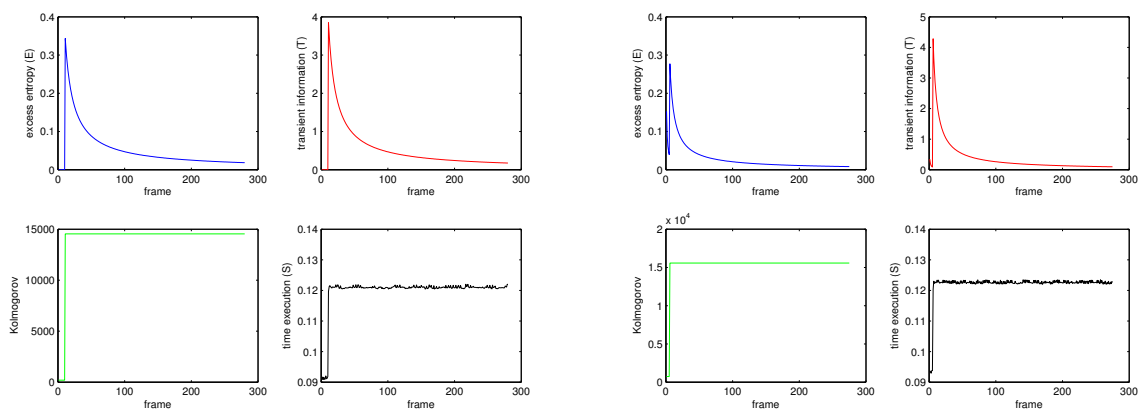 excess entropy (E)
0.4
0.3
0.2
0.1
0
0 100 200 300
frame
transient information (T)
4
3
2
1
0
0 100 200 300
frame
excess entropy (E)
0.4
0.3
0.2
0.1
0
0 100 200 300
frame
transient information (T)
5
4
3
2
1
0
0 100 200 300
frame
Kolmogorov
15000
10000
5000
0
0 100 200 300
frame
time execution (S)
0.14
0.13
0.12
0.11
0.1
0.09
0 100 200 300
frame
Kolmogorov
x 10^4
2
1.5
1
0.5
0
0 100 200 300
frame
time execution (S)
0.14
0.13
0.12
0.11
0.1
0.09
0 100 200 300
frame